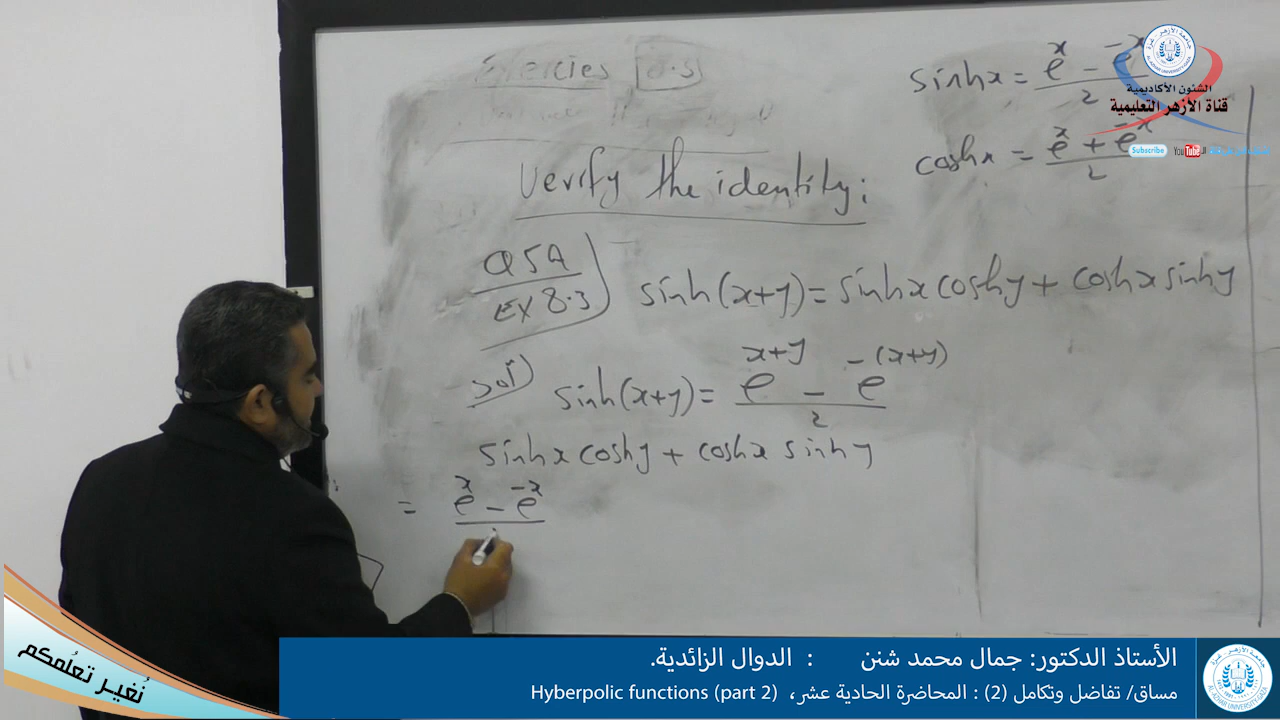 Exercies 8.3
Verify the identity:
sinhx = e^x - e^-x / 2
coshx = e^x + e^-x / 2
Q5A
EX 8.3
sinh(x+y) = sinhx coshy + coshx sinhy
sol)
sinh(x+y) = e^x+y - e^-(x+y) / 2
sinhx coshy + coshx sinhy
= e^x - e^-x
الشئون الأكاديمية
قناة الأزهر التعليمية
Subscribe YouTube
نُغير تعلُمكم
الأستاذ الدكتور: جمال محمد شنن : الدوال الزائدية.
مساق/ تفاضل وتكامل (2) : المحاضرة الحادية عشر، Hyberpolic functions (part 2)